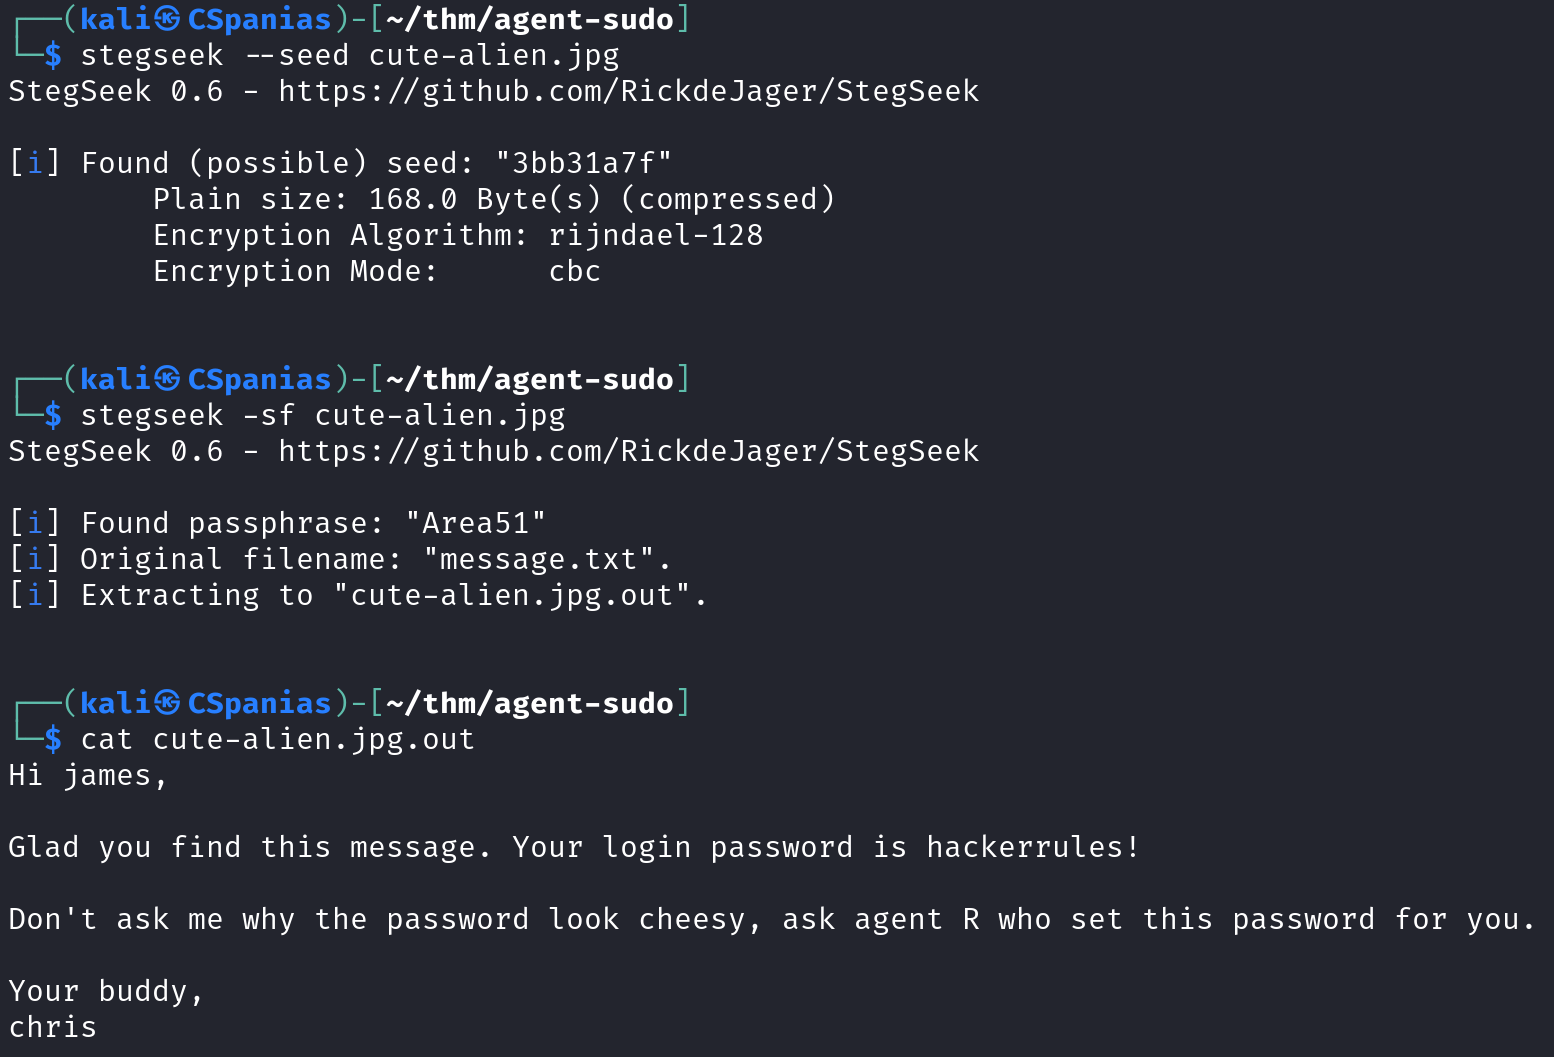 ┌──(kali㉿CSpanias)-[~/thm/agent-sudo]
└─$ stegseek --seed cute-alien.jpg
StegSeek 0.6 - https://github.com/RickdeJager/StegSeek
[i] Found (possible) seed: "3bb31a7f"
Plain size: 168.0 Byte(s) (compressed)
Encryption Algorithm: rijndael-128
Encryption Mode: cbc
┌──(kali㉿CSpanias)-[~/thm/agent-sudo]
└─$ stegseek -sf cute-alien.jpg
StegSeek 0.6 - https://github.com/RickdeJager/StegSeek
[i] Found passphrase: "Area51"
[i] Original filename: "message.txt".
[i] Extracting to "cute-alien.jpg.out".
┌──(kali㉿CSpanias)-[~/thm/agent-sudo]
└─$ cat cute-alien.jpg.out
Hi james,
Glad you find this message. Your login password is hackerrules!
Don't ask me why the password look cheesy, ask agent R who set this password for you.
Your buddy,
chris